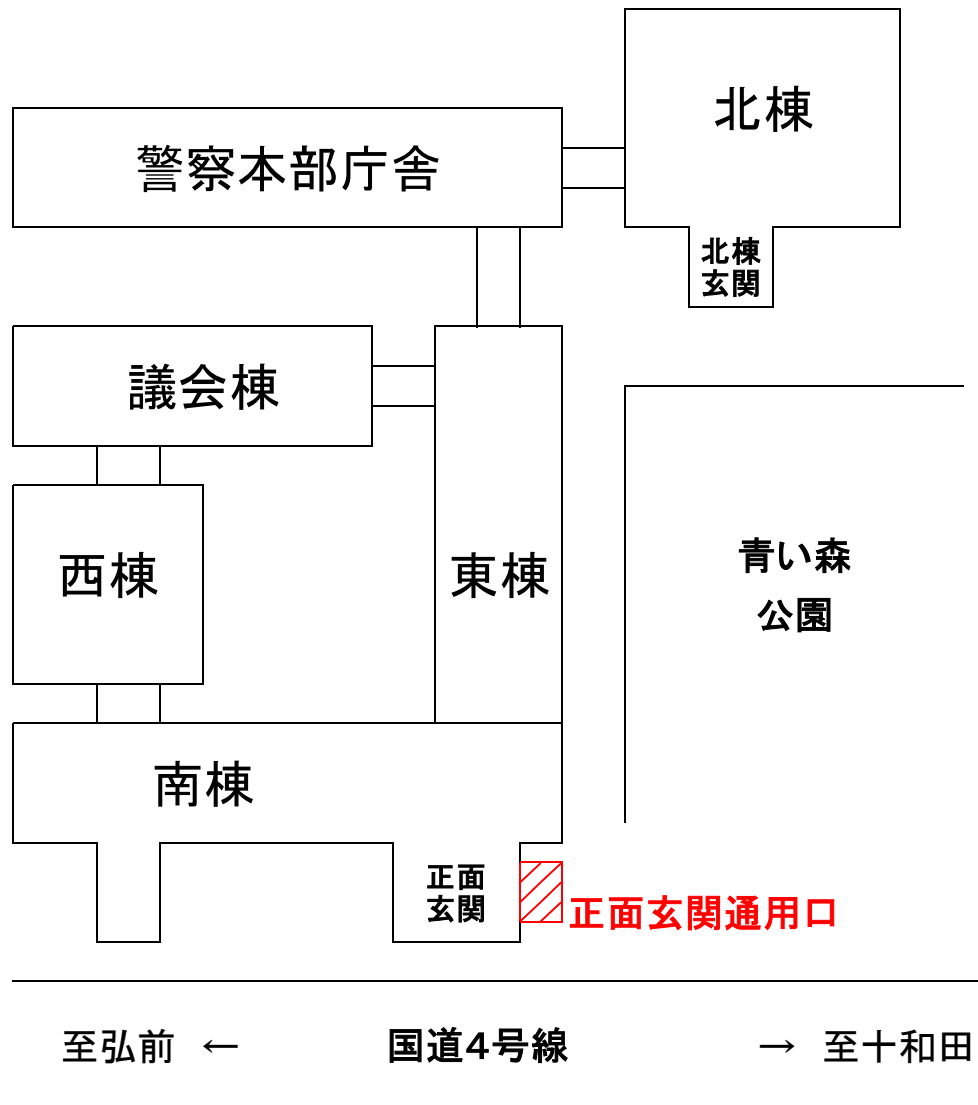 北棟
警察本部庁舎
北棟
玄関
議会棟
西棟
東棟
青い森
公園
南棟
正面
玄関
正面玄関通用口
至弘前 ←
国道4号線
→ 至十和田